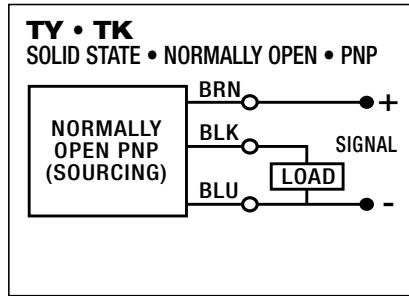 TY • TK
SOLID STATE • NORMALLY OPEN • PNP
BRN
+
NORMALLY
OPEN PNP
(SOURCING)
BLK
SIGNAL
LOAD
BLU
-